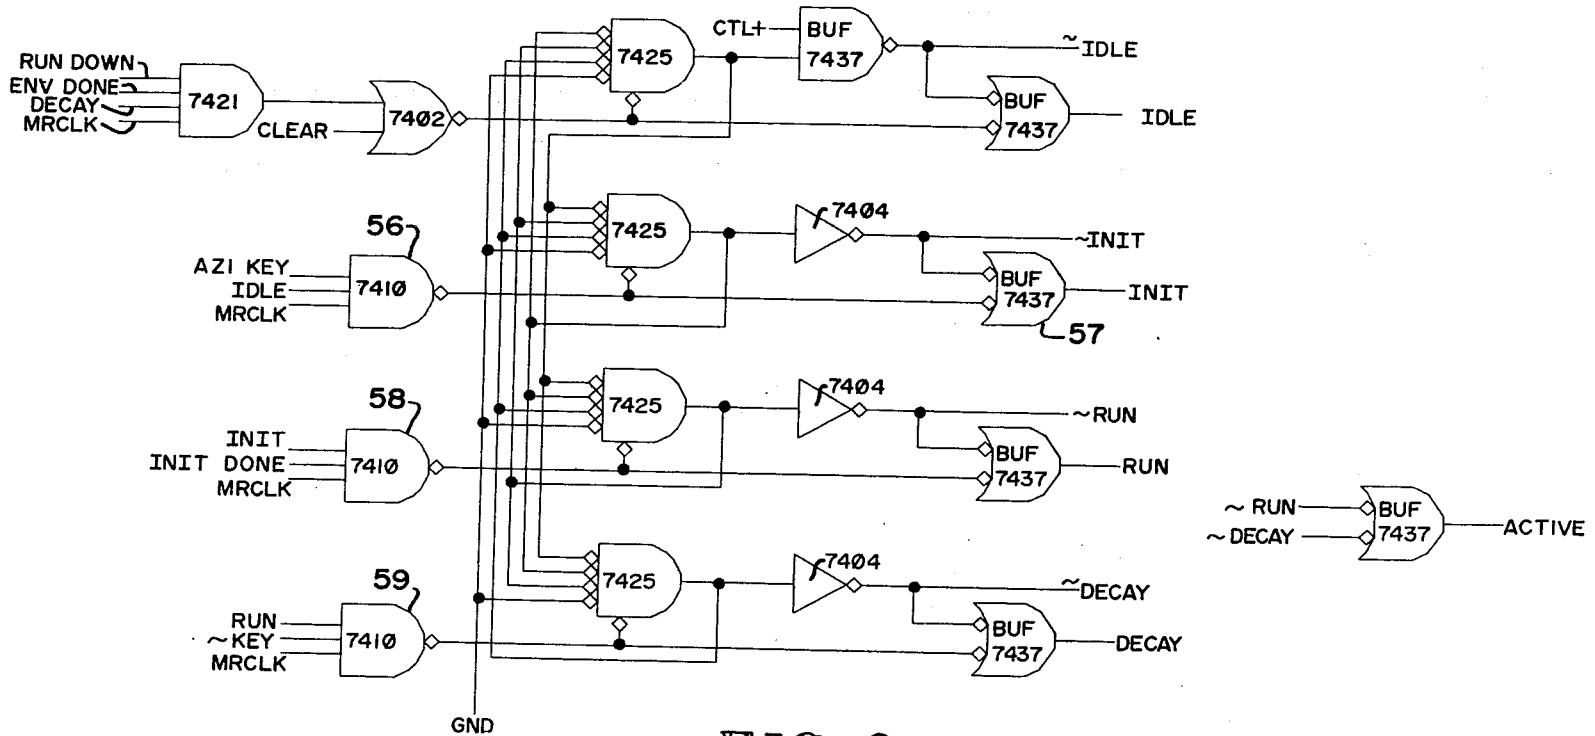 CTL+
BUF
7437
~IDLE
7425
RUN DOWN
ENV DONE
DECAY
MRCLK
7421
CLEAR
7402
BUF
7437
IDLE
7425
7404
~INIT
56
AZI KEY
IDLE
MRCLK
7410
BUF
7437
INIT
57
7425
7404
~RUN
58
INIT
INIT DONE
MRCLK
7410
BUF
7437
RUN
~RUN
~DECAY
BUF
7437
ACTIVE
7425
7404
~DECAY
59
RUN
~KEY
MRCLK
7410
BUF
7437
DECAY
GND